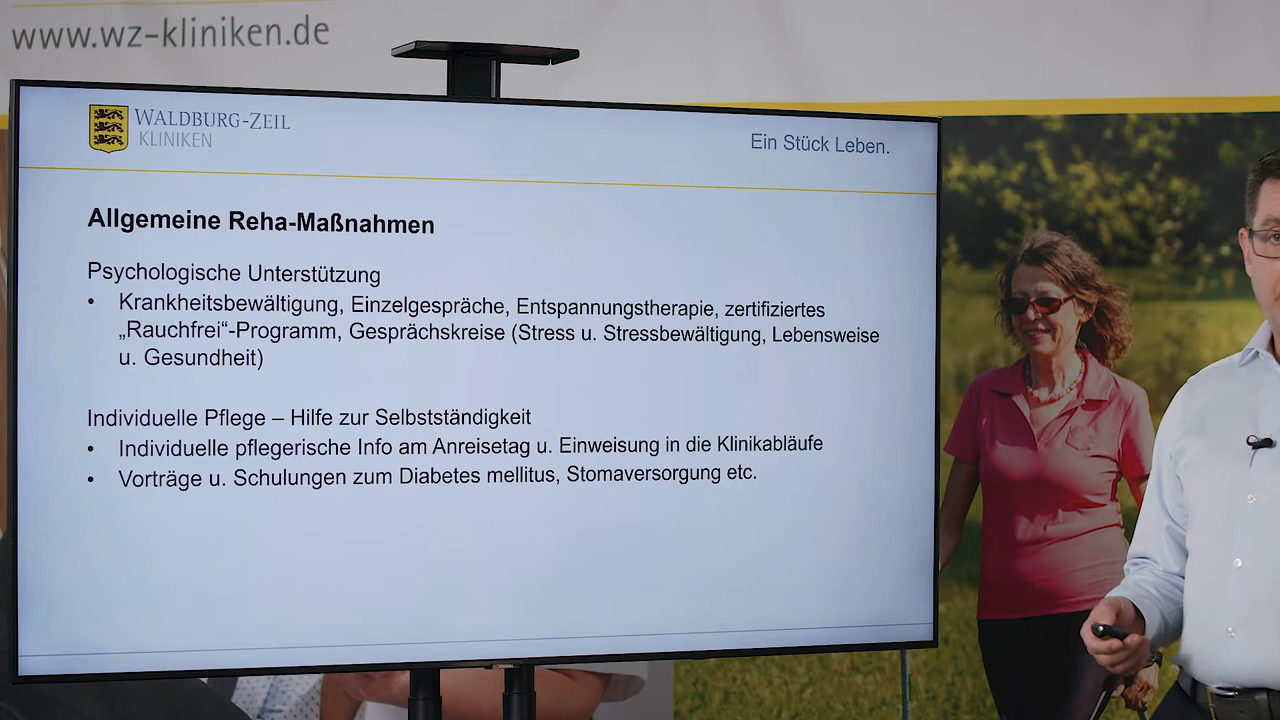 www.wz-kliniken.de
WALDBURG-ZEIL
KLINIKEN
Ein Stück Leben.
Allgemeine Reha-Maßnahmen
Psychologische Unterstützung
• Krankheitsbewältigung, Einzelgespräche, Entspannungstherapie, zertifiziertes
„Rauchfrei“-Programm, Gesprächskreise (Stress u. Stressbewältigung, Lebensweise
u. Gesundheit)
Individuelle Pflege – Hilfe zur Selbstständigkeit
• Individuelle pflegerische Info am Anreisetag u. Einweisung in die Klinikabläufe
• Vorträge u. Schulungen zum Diabetes mellitus, Stomaversorgung etc.